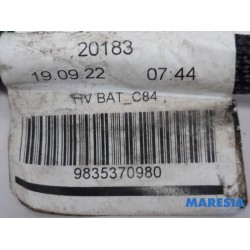 20183
19.09.22 07:44
HV BAT_C84
9835370980
MARESIA